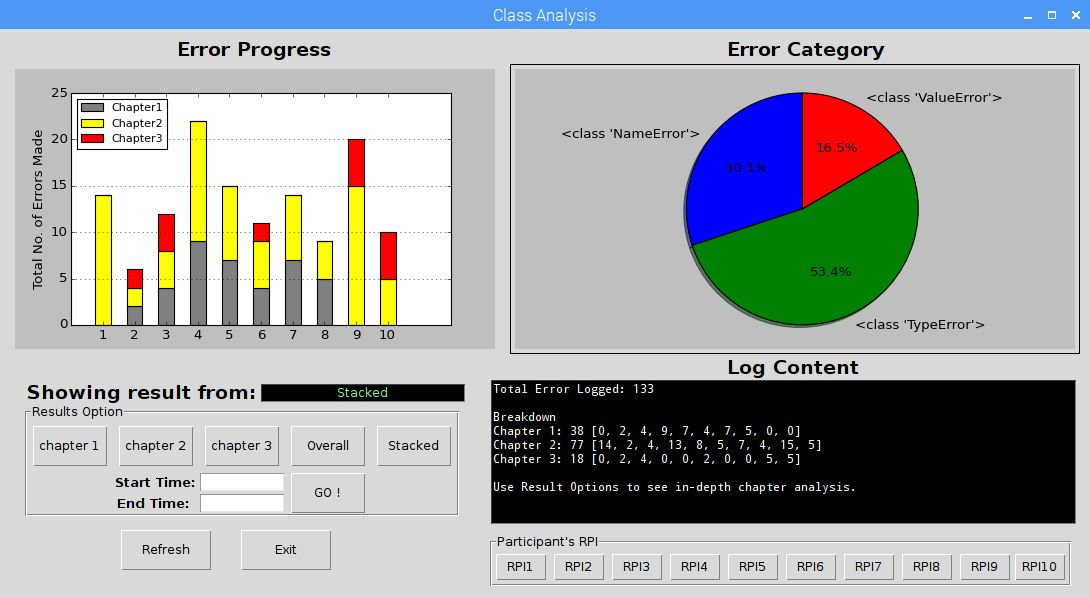 Class Analysis
Error Progress
Total No. of Errors Made
25
20
15
10
5
0
Chapter1
Chapter2
Chapter3
1 2 3 4 5 6 7 8 9 10
Error Category
<class 'ValueError'>
<class 'NameError'>
16.5%
30.1%
53.4%
<class 'TypeError'>
Showing result from: Stacked
Results Option
chapter 1 chapter 2 chapter 3 Overall Stacked
Start Time:
End Time:
GO !
Refresh Exit
Log Content
Total Error Logged: 133
Breakdown
Chapter 1: 38 [0, 2, 4, 9, 7, 4, 7, 5, 0, 0]
Chapter 2: 77 [14, 2, 4, 13, 8, 5, 7, 4, 15, 5]
Chapter 3: 18 [0, 2, 4, 0, 0, 2, 0, 0, 5, 5]
Use Result Options to see in-depth chapter analysis.
Participant's RPI
RPI1 RPI2 RPI3 RPI4 RPI5 RPI6 RPI7 RPI8 RPI9 RPI10